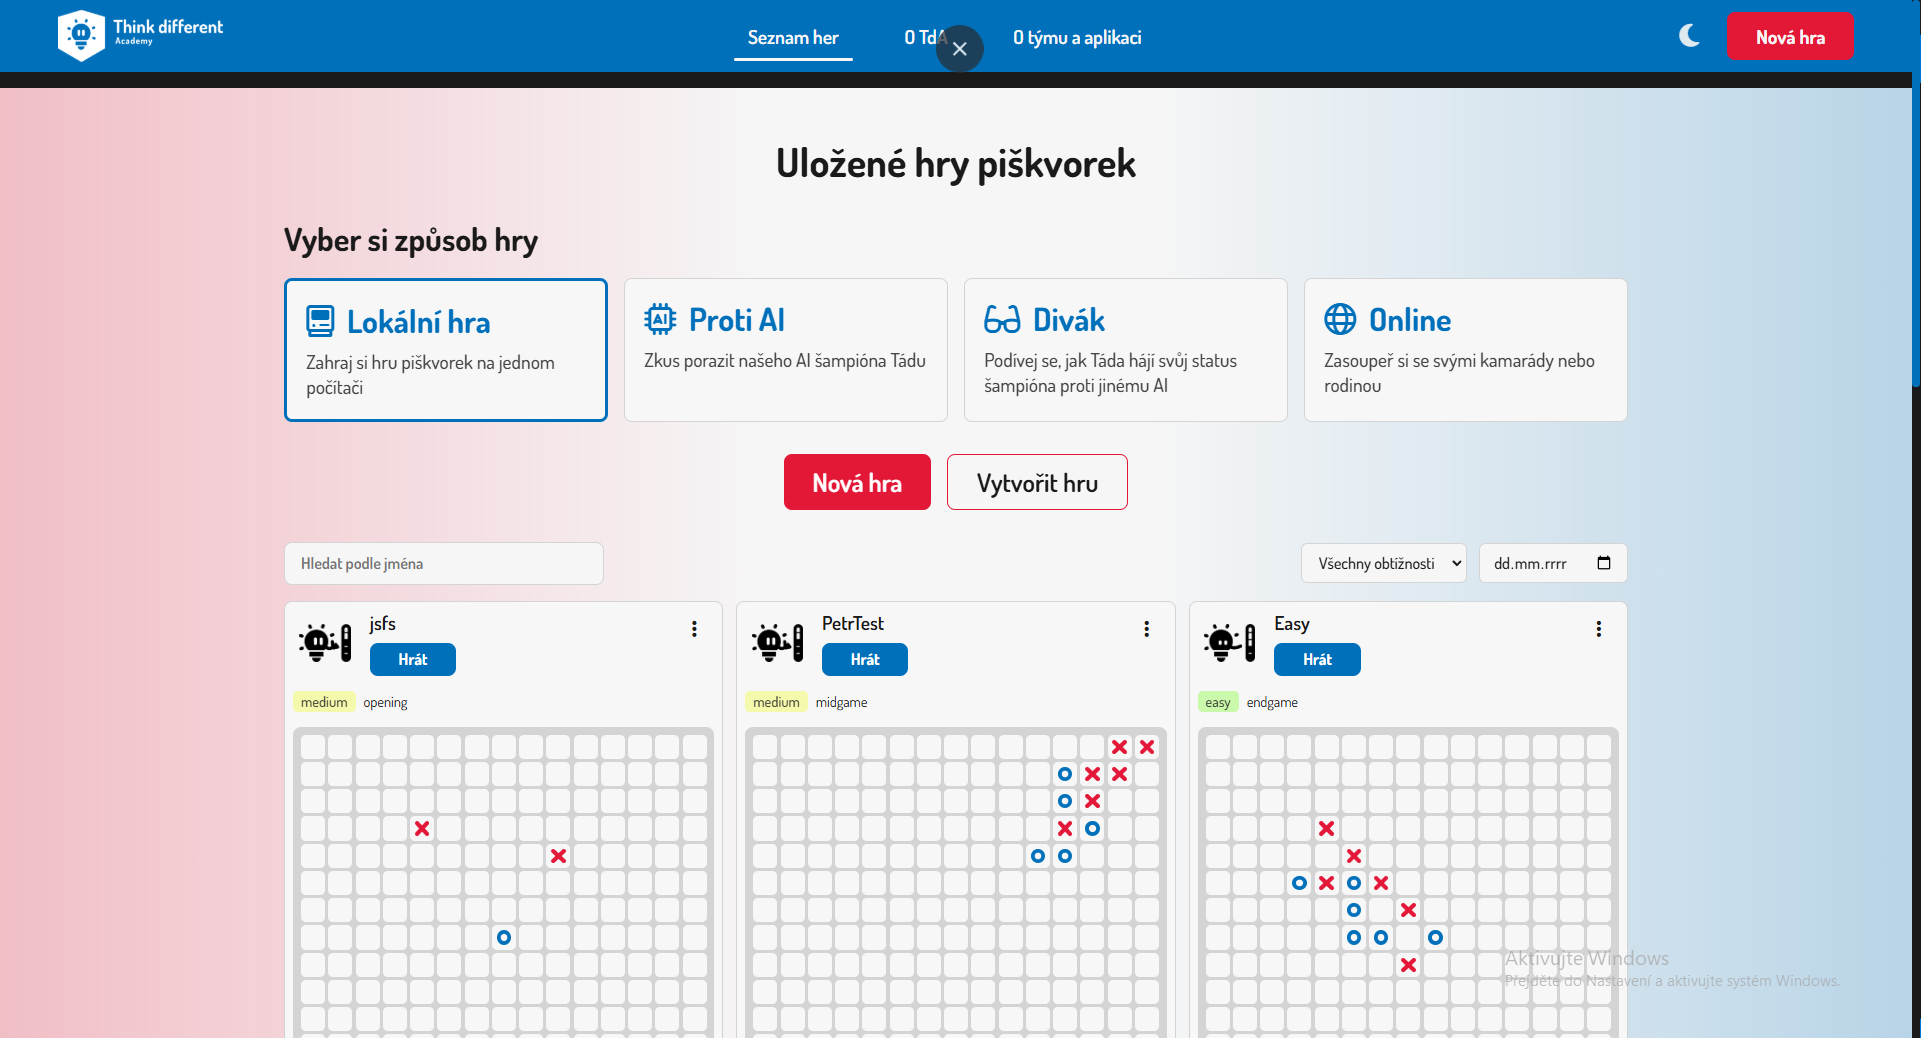 Think different
Academy
Seznam her
O TdA
O týmu a aplikaci
Nová hra
Uložené hry piškvorek
Vyber si způsob hry
Lokální hra
Zahraj si hru piškvorek na jednom
počítači
AI Proti AI
Zkus porazit našeho AI šampióna Tádu
Divák
Podívej se, jak Táda hájí svůj status
šampióna proti jinému AI
Online
Zasoupeř si se svými kamarády nebo
rodinou
Nová hra
Vytvořit hru
Hledat podle jména
Všechny obtížnosti
dd.mm.rrrr
jsfs
Hrát
medium opening
PetrTest
Hrát
medium midgame
Easy
Hrát
easy endgame
Aktivujte Windows
Přejděte do Nastavení a aktivujte systém Windows.